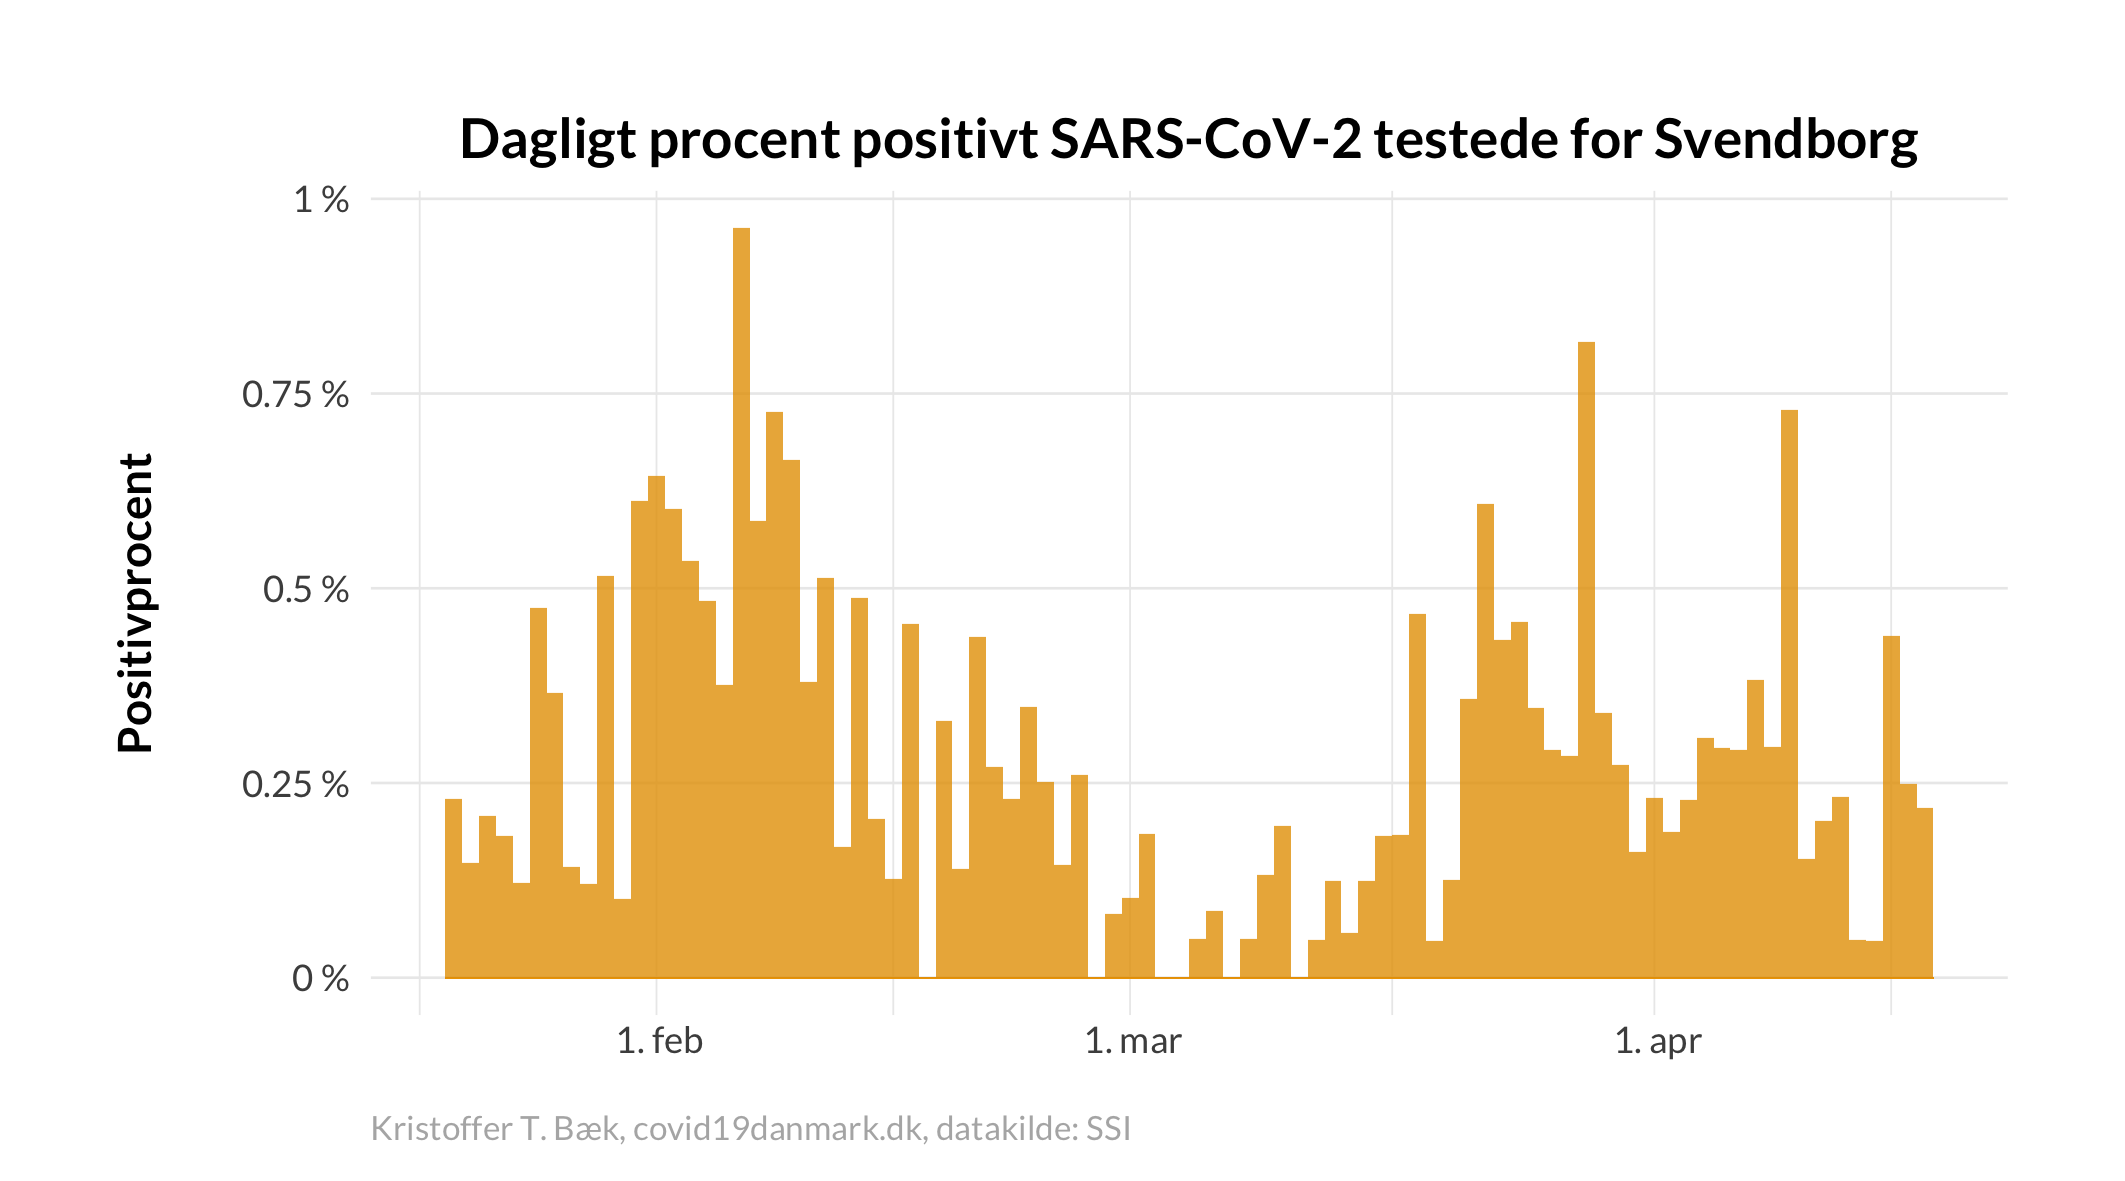 Dagligt procent positivt SARS-CoV-2 testede for Svendborg
1 %
0.75 %
0.5 %
0.25 %
0 %
Positivprocent
1. feb
1. mar
1. apr
Kristoffer T. Bæk, covid19danmark.dk, datakilde: SSI